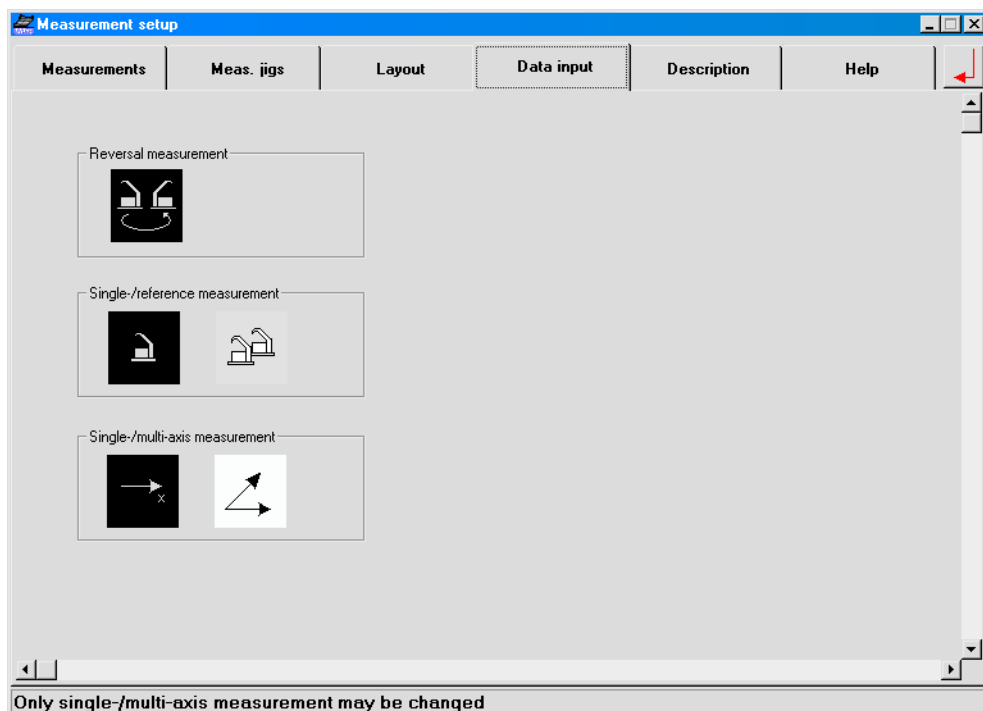 Measurement setup
Measurements
Meas. jigs
Layout
Data input
Description
Help
Reversal measurement
Single-/reference measurement
Single-/multi-axis measurement
x
Only single-/multi-axis measurement may be changed